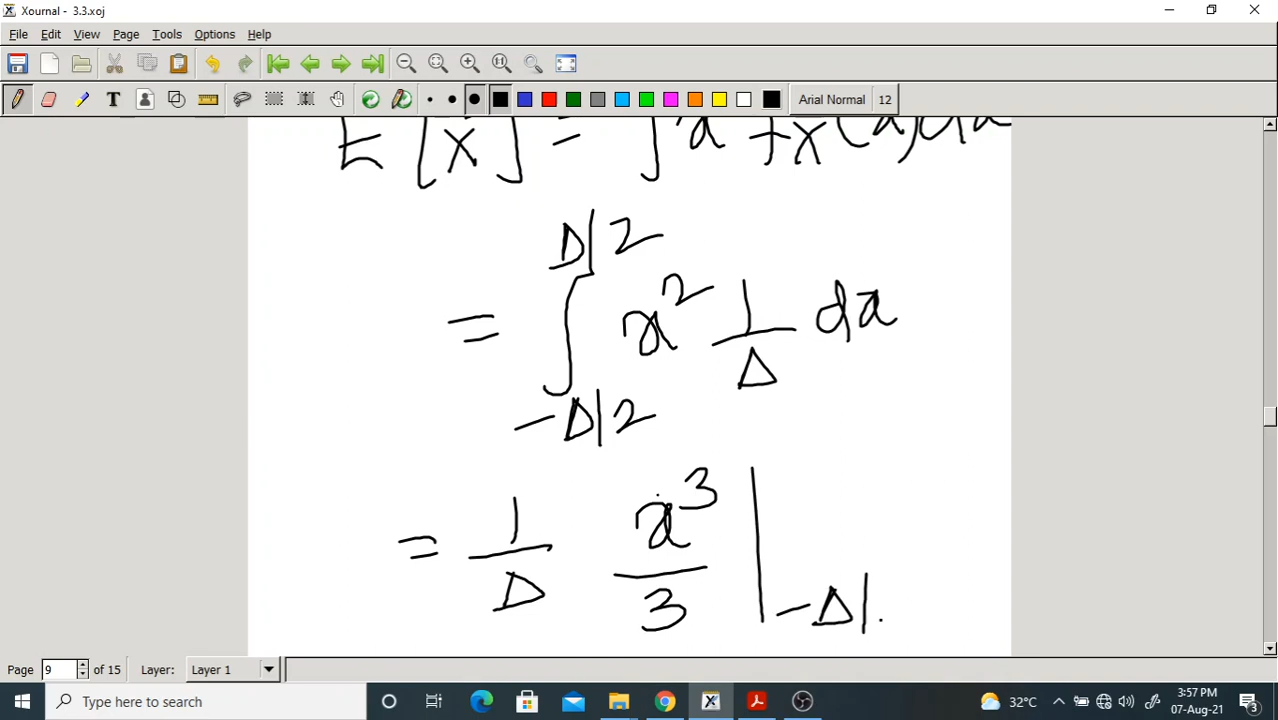 Xournal - 3.3.xoj
File Edit View Page Tools Options Help
Arial Normal 12
E [X] = ∫ x² fX(x) dx
= ∫_{-Δ/2}^{Δ/2} x² 1/Δ dx
= 1/Δ x³/3 |_{-Δ/
Page 9 of 15 Layer: Layer 1
Type here to search
32°C
3:57 PM
07-Aug-21
3